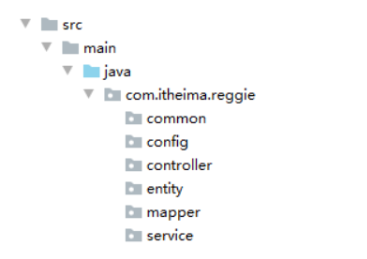 src
main
java
com.itheima.reggie
common
config
controller
entity
mapper
service